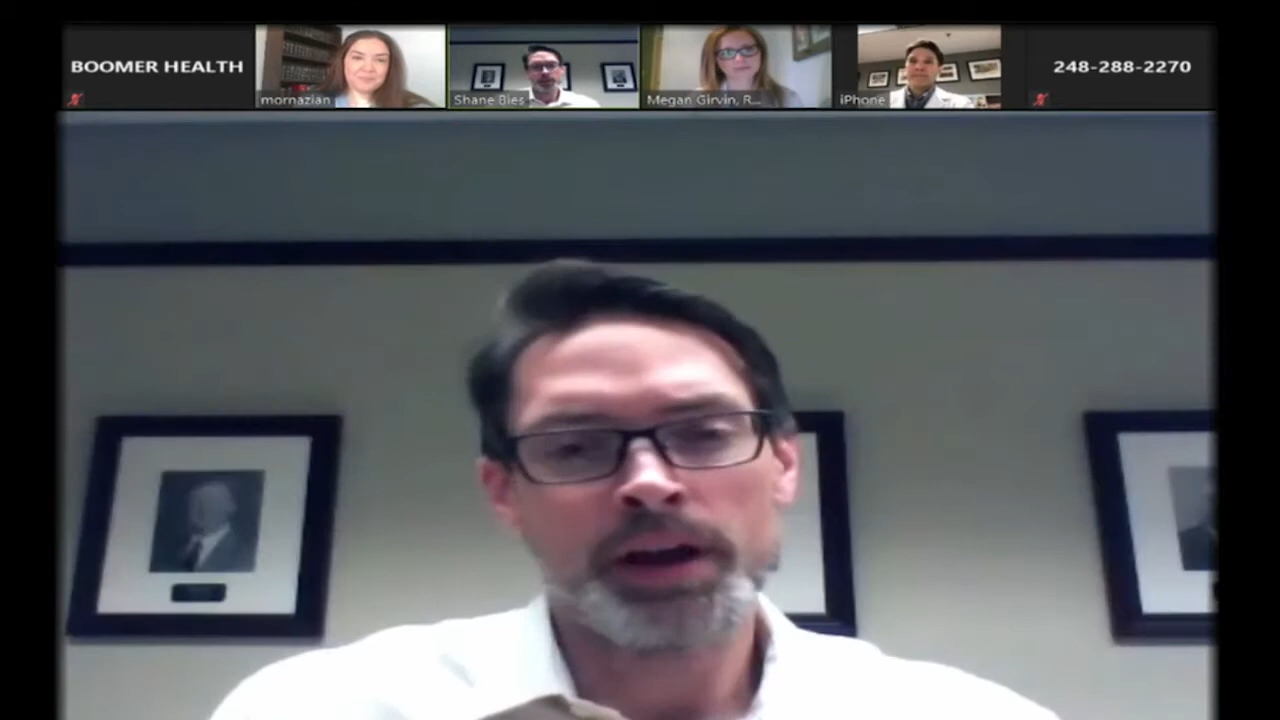 BOOMER HEALTH
mornazian
Shane Bies
Megan Girvin, R...
iPhone
248-288-2270